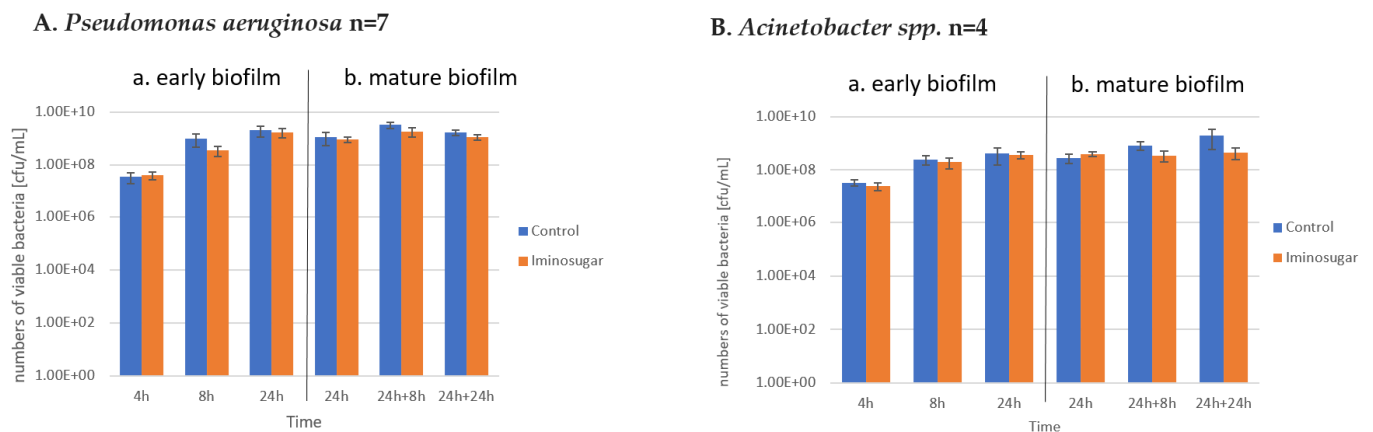 A. Pseudomonas aeruginosa n=7
a. early biofilm
b. mature biofilm
numbers of viable bacteria [cfu/mL]
1.00E+10
1.00E+08
1.00E+06
1.00E+04
1.00E+02
1.00E+00
4h
8h
24h
24h
24h+8h
24h+24h
Time
Control
Iminosugar
B. Acinetobacter spp. n=4
a. early biofilm
b. mature biofilm
numbers of viable bacteria [cfu/mL]
1.00E+10
1.00E+08
1.00E+06
1.00E+04
1.00E+02
1.00E+00
4h
8h
24h
24h
24h+8h
24h+24h
Time
Control
Iminosugar